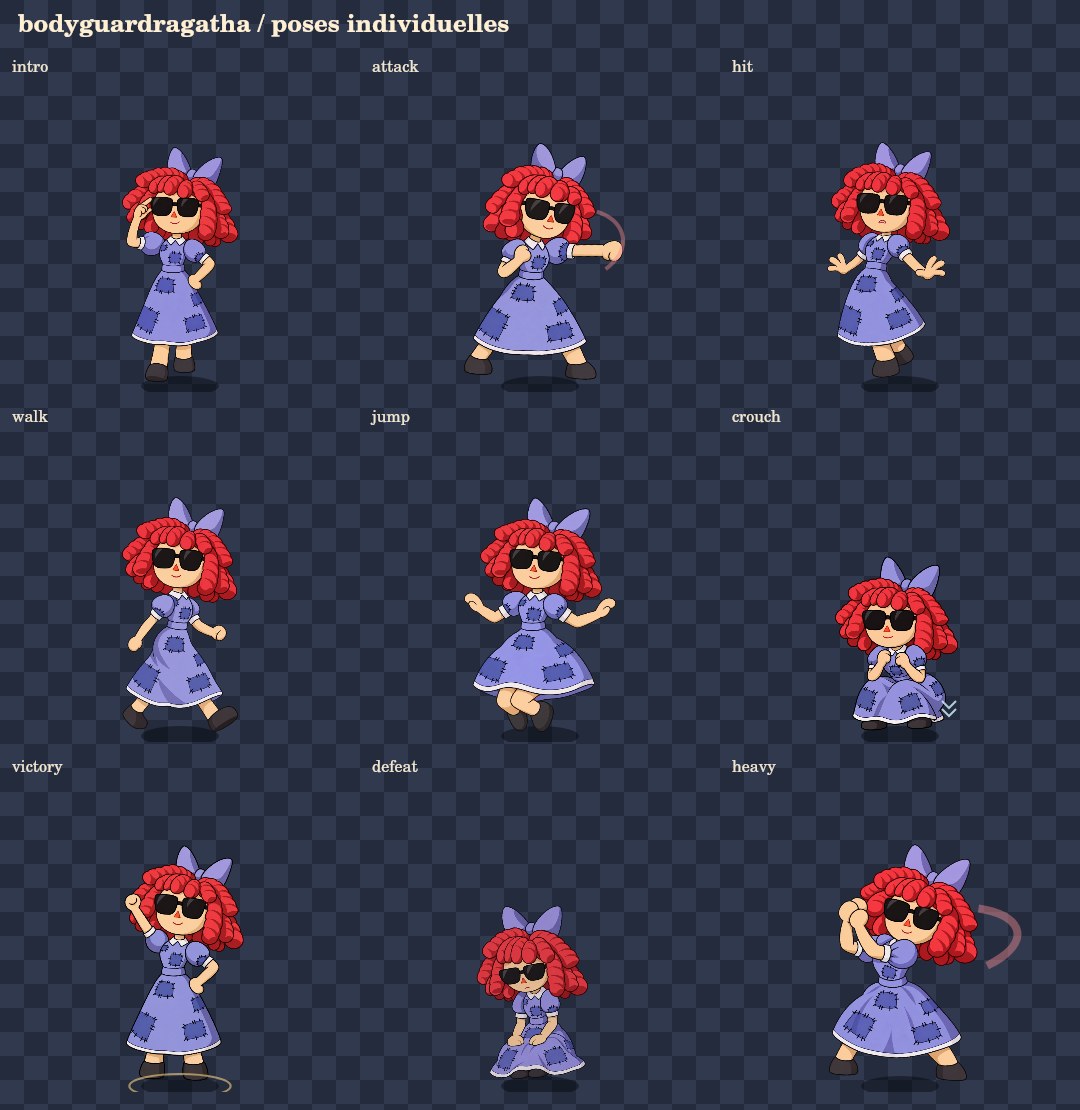 bodyguardragatha / poses individuelles
intro
attack
hit
walk
jump
crouch
victory
defeat
heavy